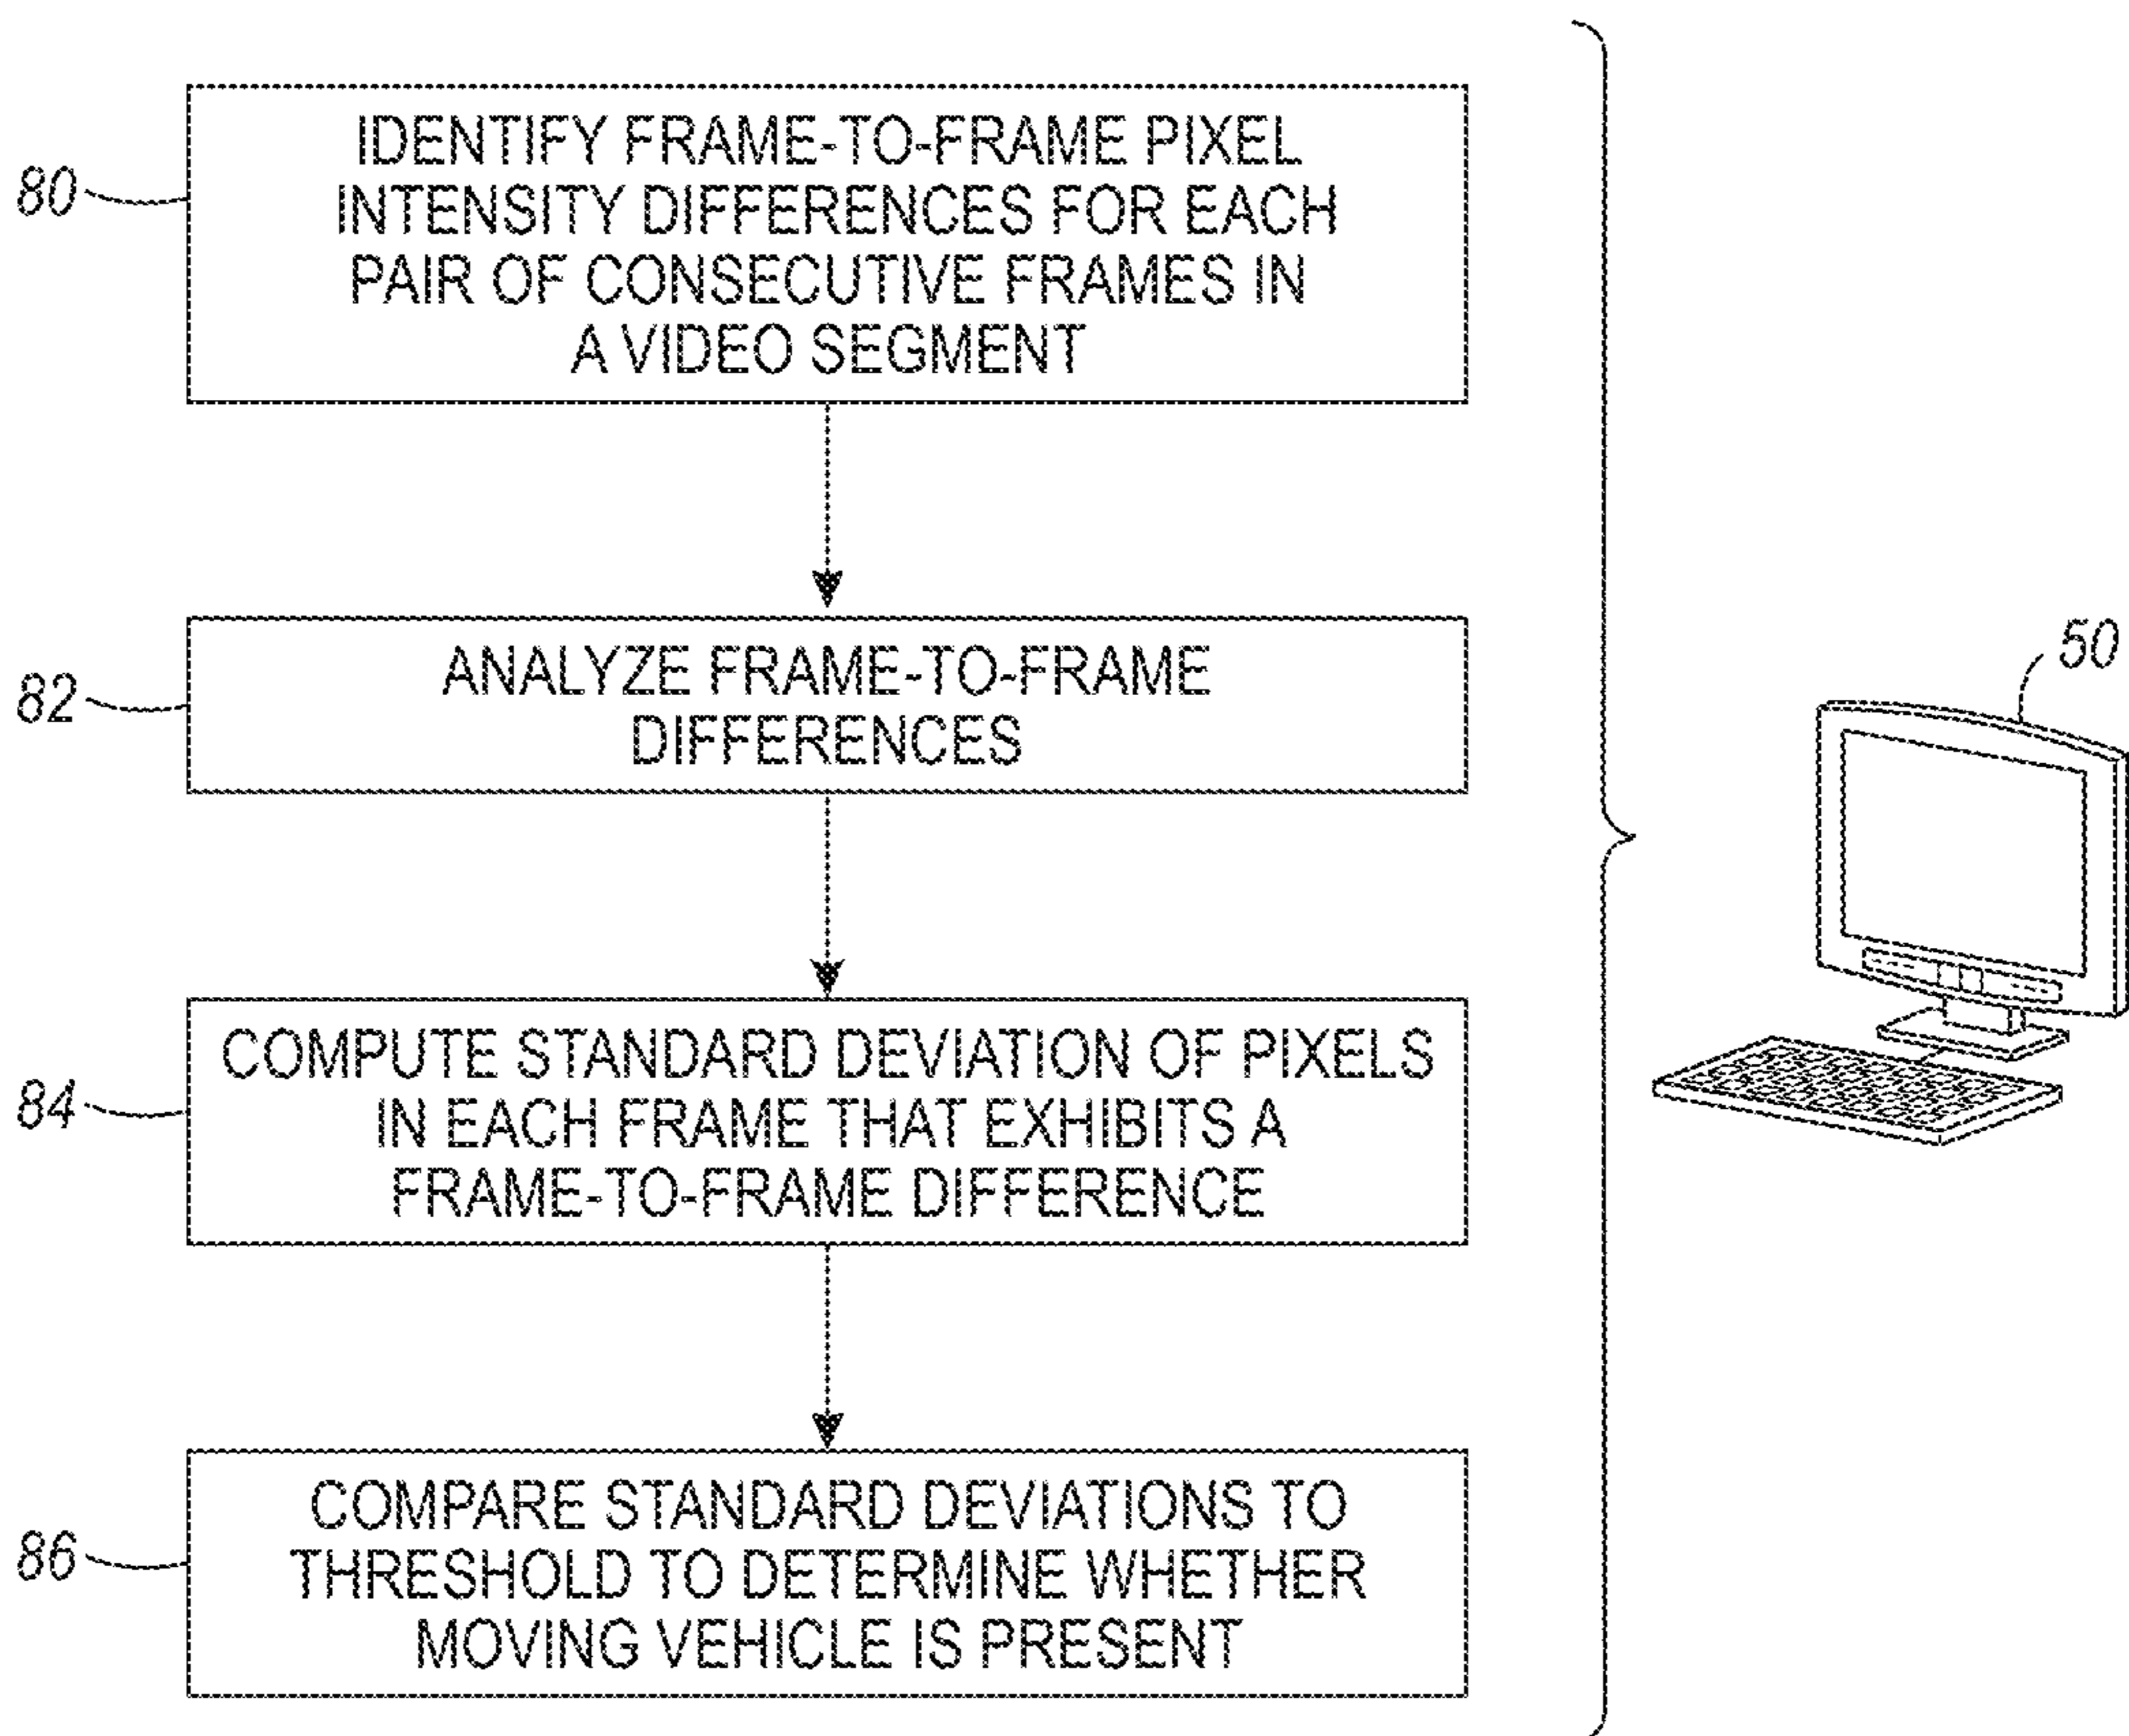 80
IDENTIFY FRAME-TO-FRAME PIXEL
INTENSITY DIFFERENCES FOR EACH
PAIR OF CONSECUTIVE FRAMES IN
A VIDEO SEGMENT
82
ANALYZE FRAME-TO-FRAME
DIFFERENCES
84
COMPUTE STANDARD DEVIATION OF PIXELS
IN EACH FRAME THAT EXHIBITS A
FRAME-TO-FRAME DIFFERENCE
86
COMPARE STANDARD DEVIATIONS TO
THRESHOLD TO DETERMINE WHETHER
MOVING VEHICLE IS PRESENT
50